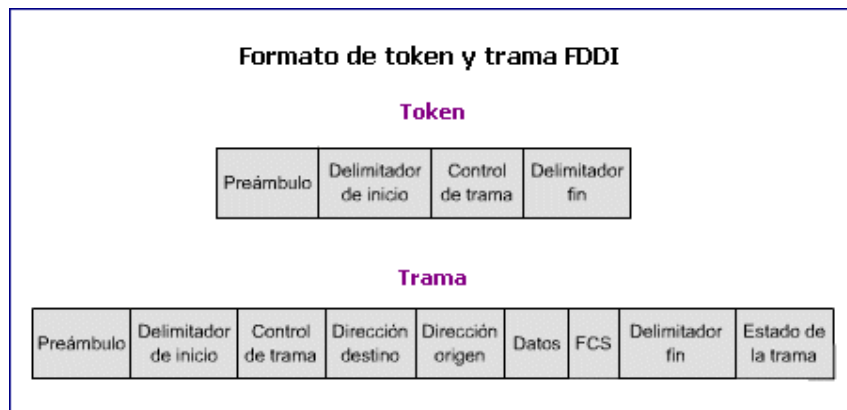 Formato de token y trama FDDI
Token
Preámbulo
Delimitador
de inicio
Control
de trama
Delimitador
fin
Trama
Preámbulo
Delimitador
de inicio
Control
de trama
Dirección
destino
Dirección
origen
Datos
FCS
Delimitador
fin
Estado de
la trama